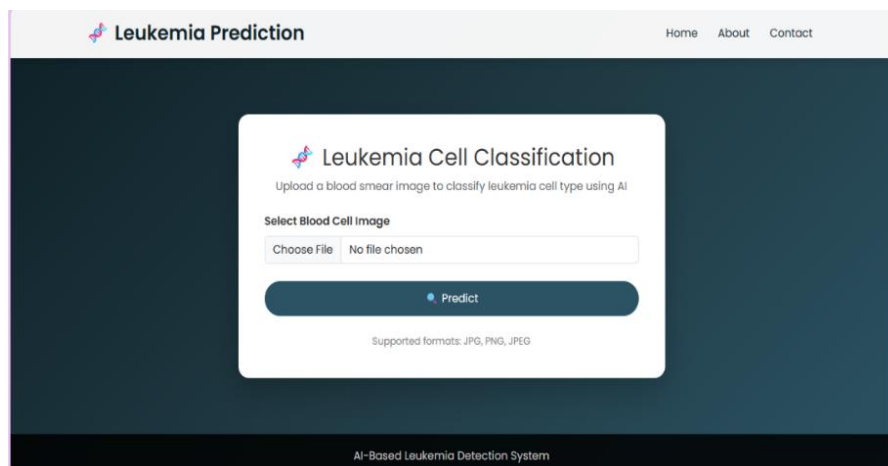 Leukemia Prediction
Home About Contact
Leukemia Cell Classification
Upload a blood smear image to classify leukemia cell type using AI
Select Blood Cell Image
Choose File No file chosen
Predict
Supported formats: JPG, PNG, JPEG
AI-Based Leukemia Detection System